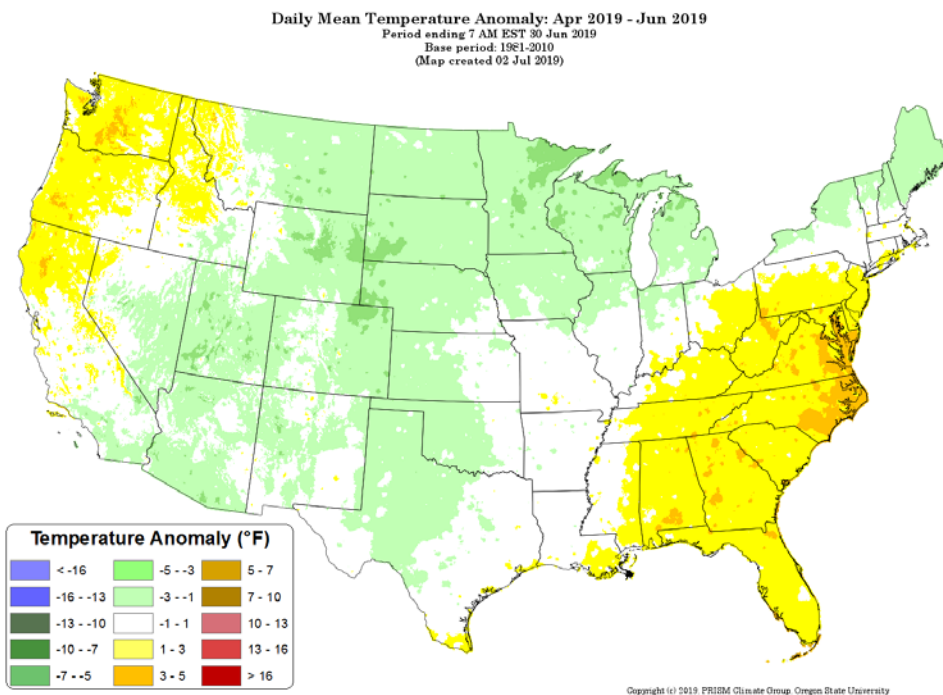 Daily Mean Temperature Anomaly: Apr 2019 - Jun 2019
Period ending 7 AM EST 30 Jun 2019
Base period: 1981-2010
(Map created 02 Jul 2019)
Temperature Anomaly (°F)
< -16
-16 - -13
-13 - -10
-10 - -7
-7 - -5
-5 - -3
-3 - -1
-1 - 1
1 - 3
3 - 5
5 - 7
7 - 10
10 - 13
13 - 16
> 16
Copyright (c) 2019, PRISM Climate Group, Oregon State University